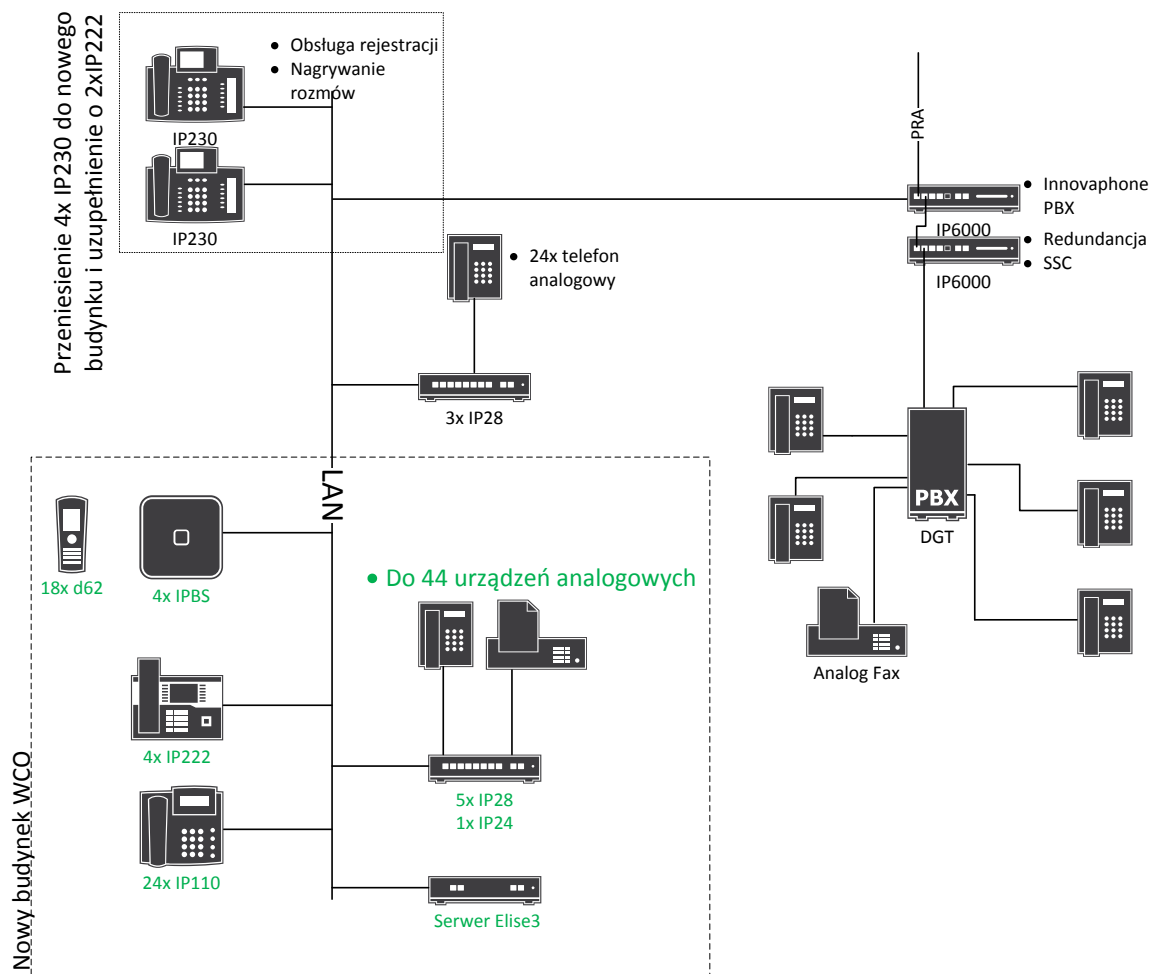 Przeniesienie 4x IP230 do nowego
budynku i uzupełnienie o 2xIP222
• Obsługa rejestracji
• Nagrywanie
rozmów
IP230
IP230
PRA
• Innovaphone
PBX
IP6000
• Redundancja
• SSC
IP6000
• 24x telefon
analogowy
3x IP28
LAN
PBX
DGT
Analog Fax
Nowy budynek WCO
18x d62
4x IPBS
• Do 44 urządzeń analogowych
4x IP222
5x IP28
1x IP24
24x IP110
Serwer Elise3